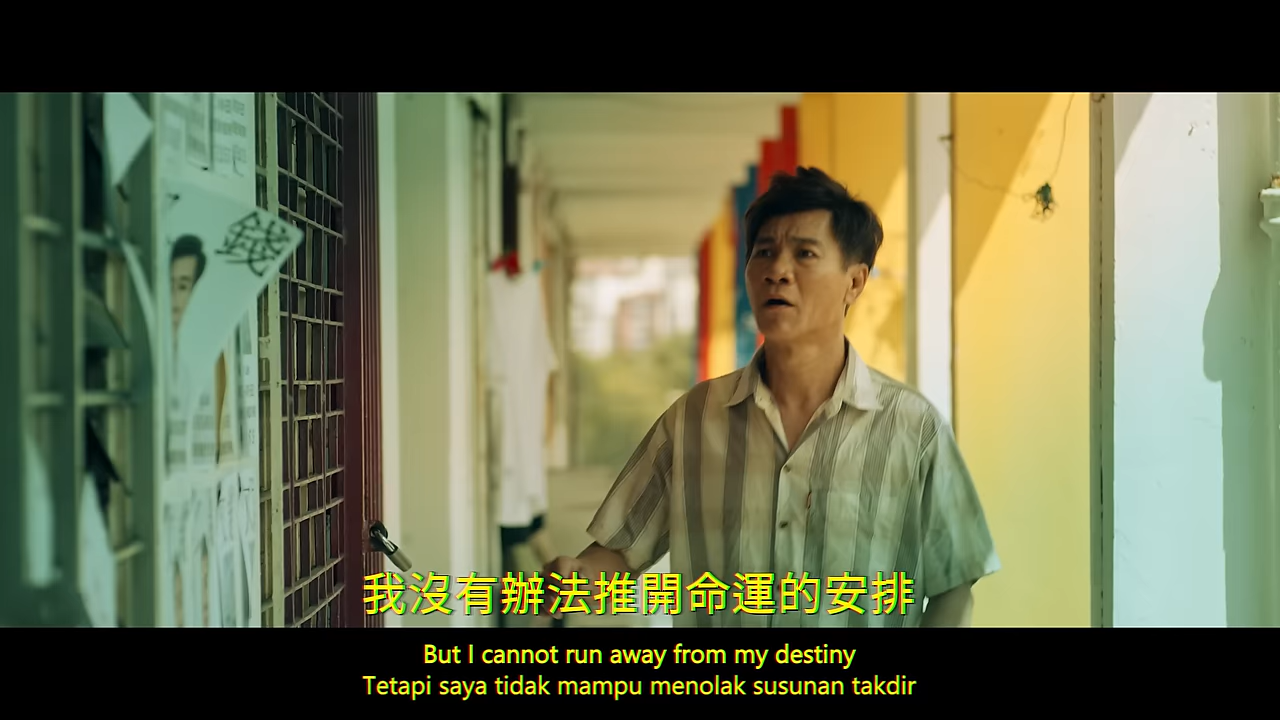 錢
我沒有辦法推開命運的安排
But I cannot run away from my destiny
Tetapi saya tidak mampu menolak susunan takdir